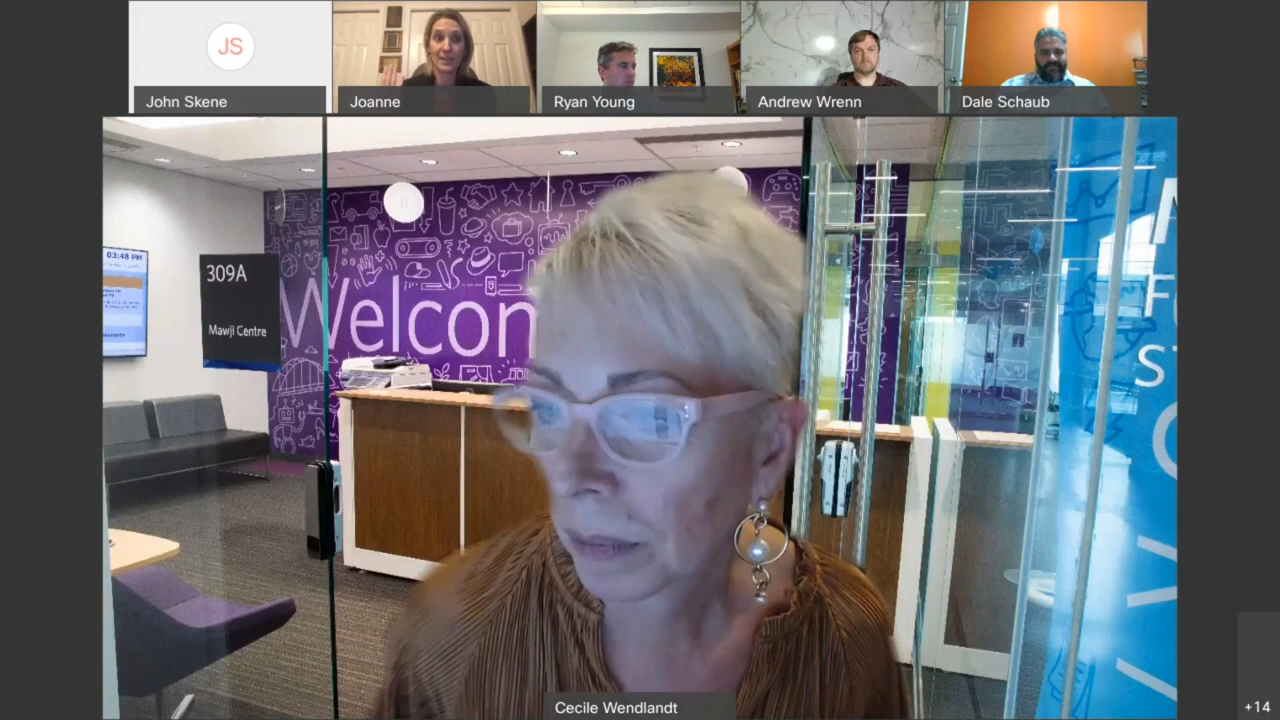 JS
John Skene
Joanne
Ryan Young
Andrew Wrenn
Dale Schaub
03:48 PM
309A
Mawji Centre
Welcom
Cecile Wendlandt
+14